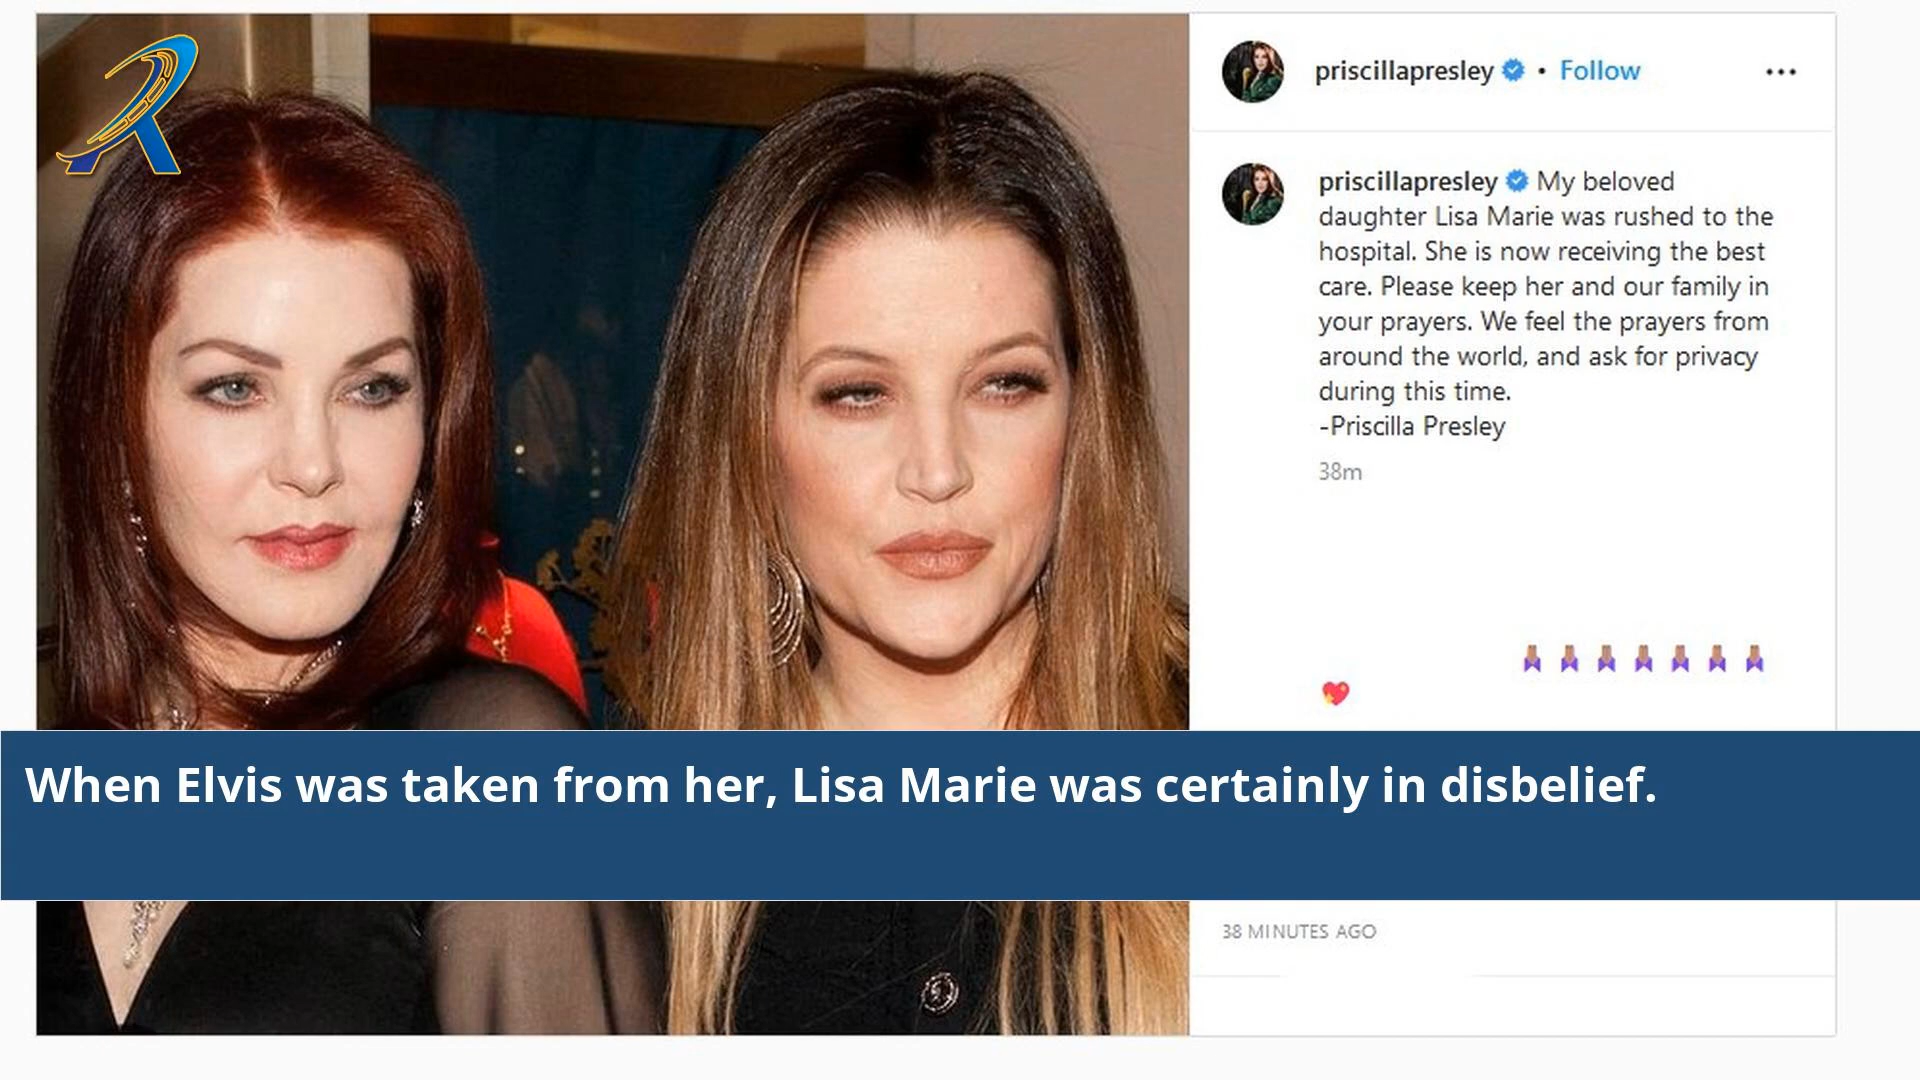 priscillapresley • Follow
priscillapresley My beloved
daughter Lisa Marie was rushed to the
hospital. She is now receiving the best
care. Please keep her and our family in
your prayers. We feel the prayers from
around the world, and ask for privacy
during this time.
-Priscilla Presley
38m
When Elvis was taken from her, Lisa Marie was certainly in disbelief.
38 MINUTES AGO